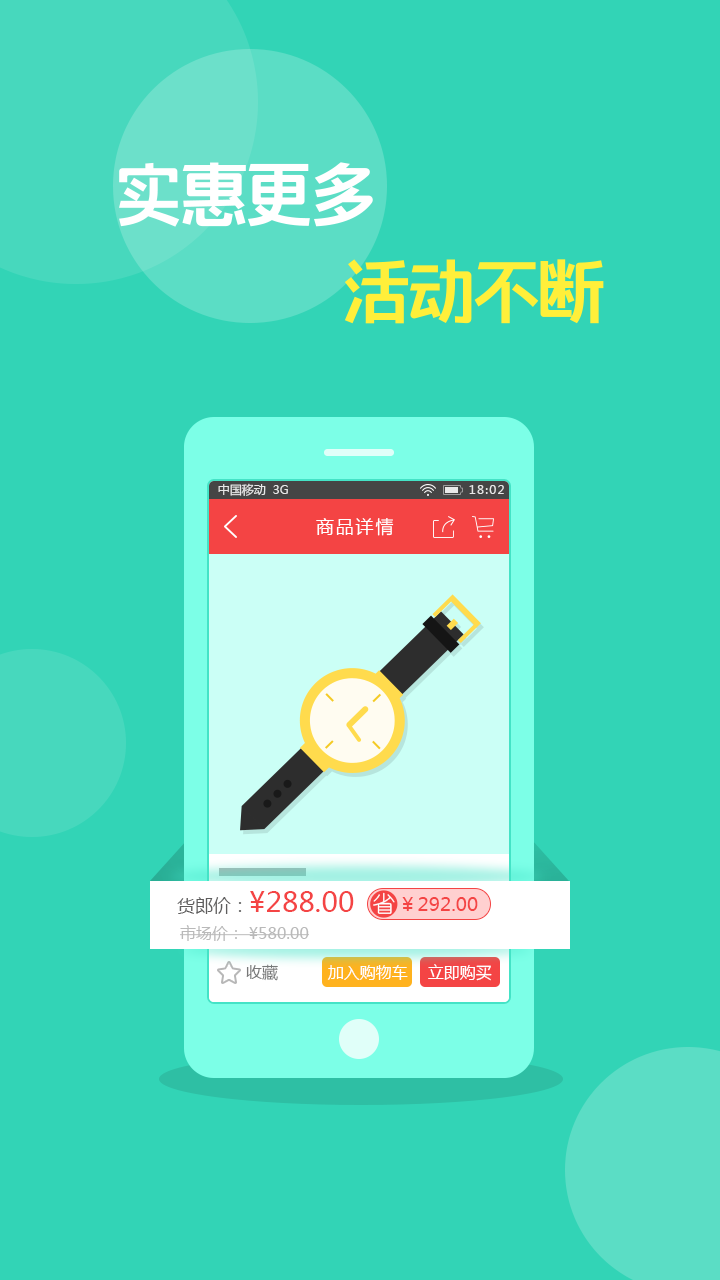 实惠更多
活动不断
中国移动 3G 18:02
商品详情
货郎价：¥288.00 省 ¥ 292.00
市场价： ¥580.00
收藏 加入购物车 立即购买